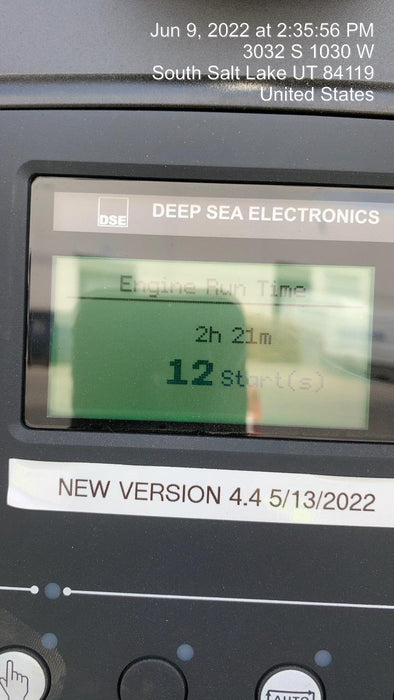 Jun 9, 2022 at 2:35:56 PM
3032 S 1030 W
South Salt Lake UT 84119
United States
DSE DEEP SEA ELECTRONICS
Engine Run Time
2h 21m
12 Start(s)
NEW VERSION 4.4 5/13/2022
AUTO